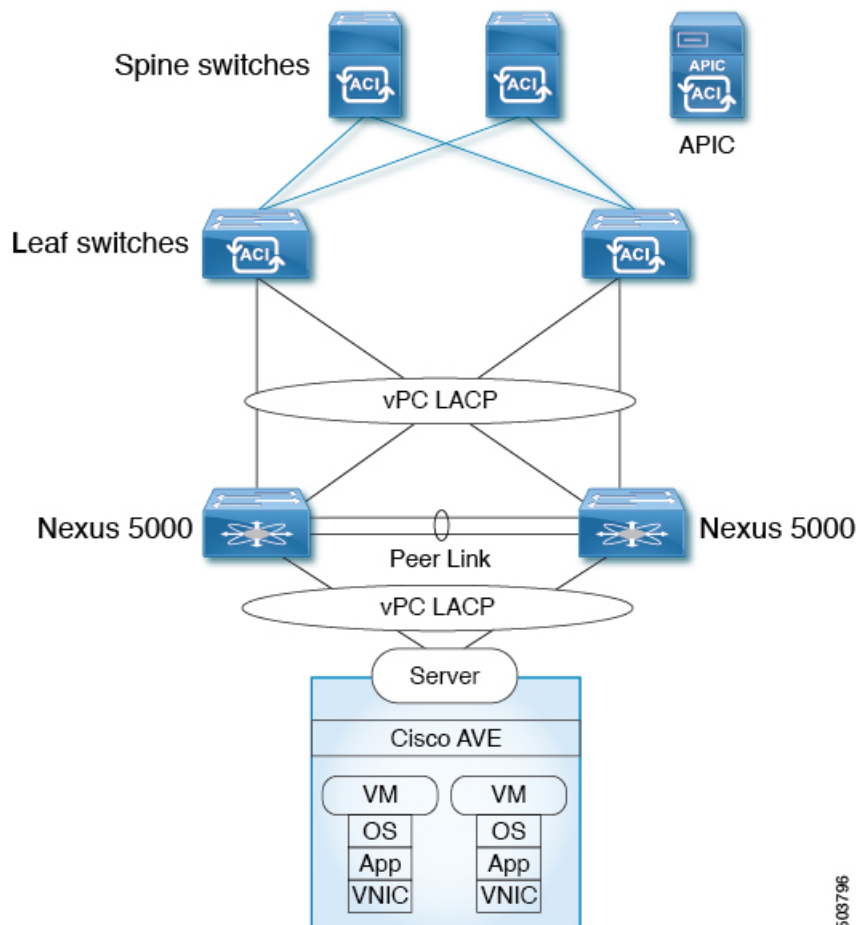 Spine switches
ACI
ACI
APIC
ACI
APIC
Leaf switches
ACI
ACI
vPC LACP
Nexus 5000
Nexus 5000
Peer Link
vPC LACP
Server
Cisco AVE
VM
VM
OS
OS
App
App
VNIC
VNIC
503796